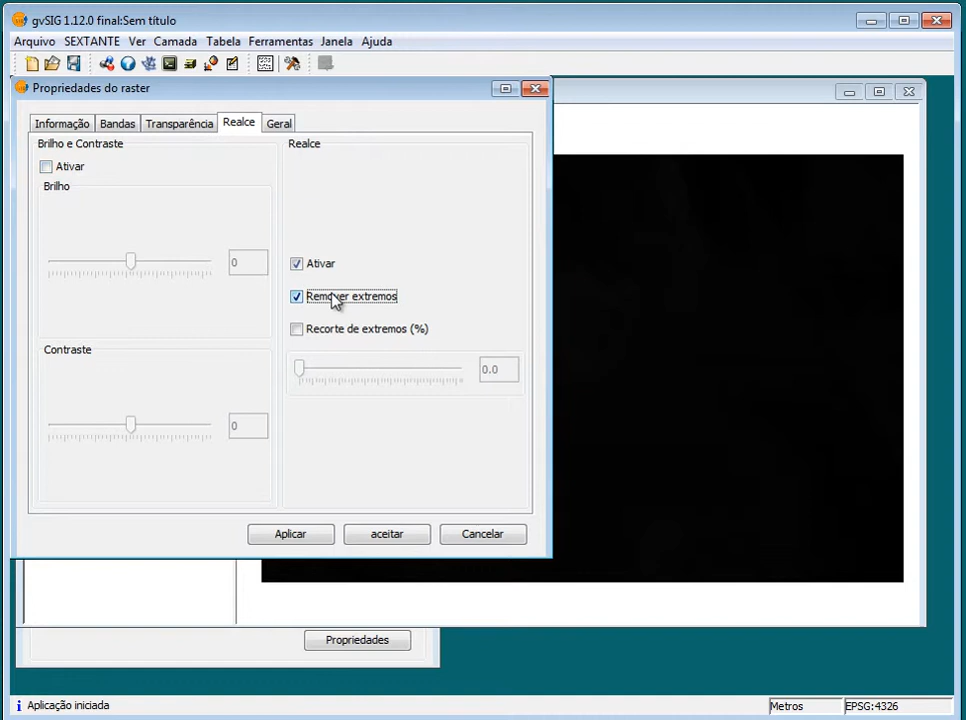 gvSIG 1.12.0 final:Sem título
Arquivo SEXTANTE Ver Camada Tabela Ferramentas Janela Ajuda
Propriedades do raster
Informação Bandas Transparência Realce Geral
Brilho e Contraste
Ativar
Brilho
0
Contraste
0
Realce
Ativar
Remover extremos
Recorte de extremos (%)
0.0
Aplicar aceitar Cancelar
Propriedades
Aplicação iniciada
Metros EPSG:4326